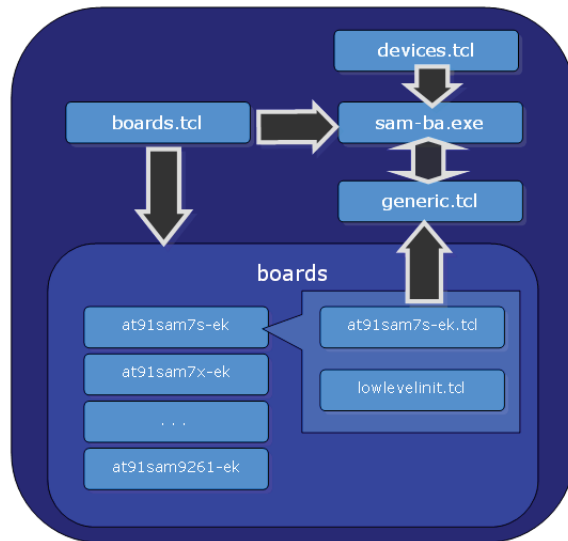 devices.tcl
boards.tcl
sam-ba.exe
generic.tcl
boards
at91sam7s-ek
at91sam7s-ek.tcl
at91sam7x-ek
lowlevelinit.tcl
...
at91sam9261-ek